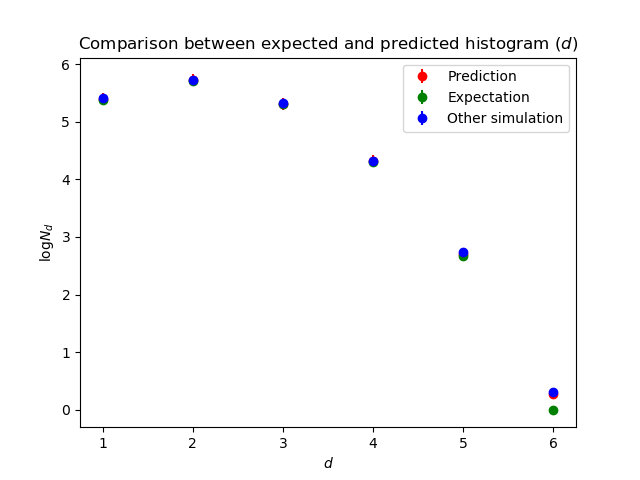 Comparison between expected and predicted histogram (d)
Prediction
Expectation
Other simulation
6
5
4
3
2
1
0
logN_d
1 2 3 4 5 6
d